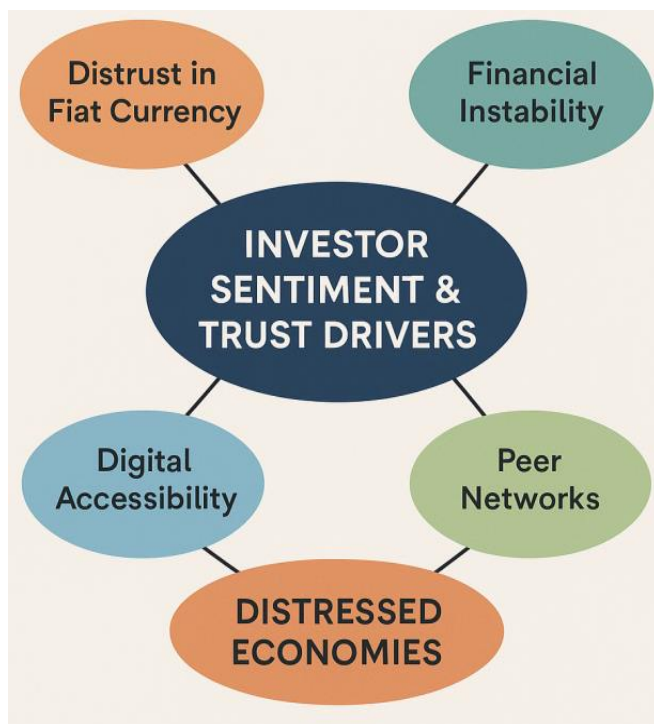 Distrust in
Fiat Currency
Financial
Instability
INVESTOR
SENTIMENT &
TRUST DRIVERS
Digital
Accessibility
Peer
Networks
DISTRESSED
ECONOMIES